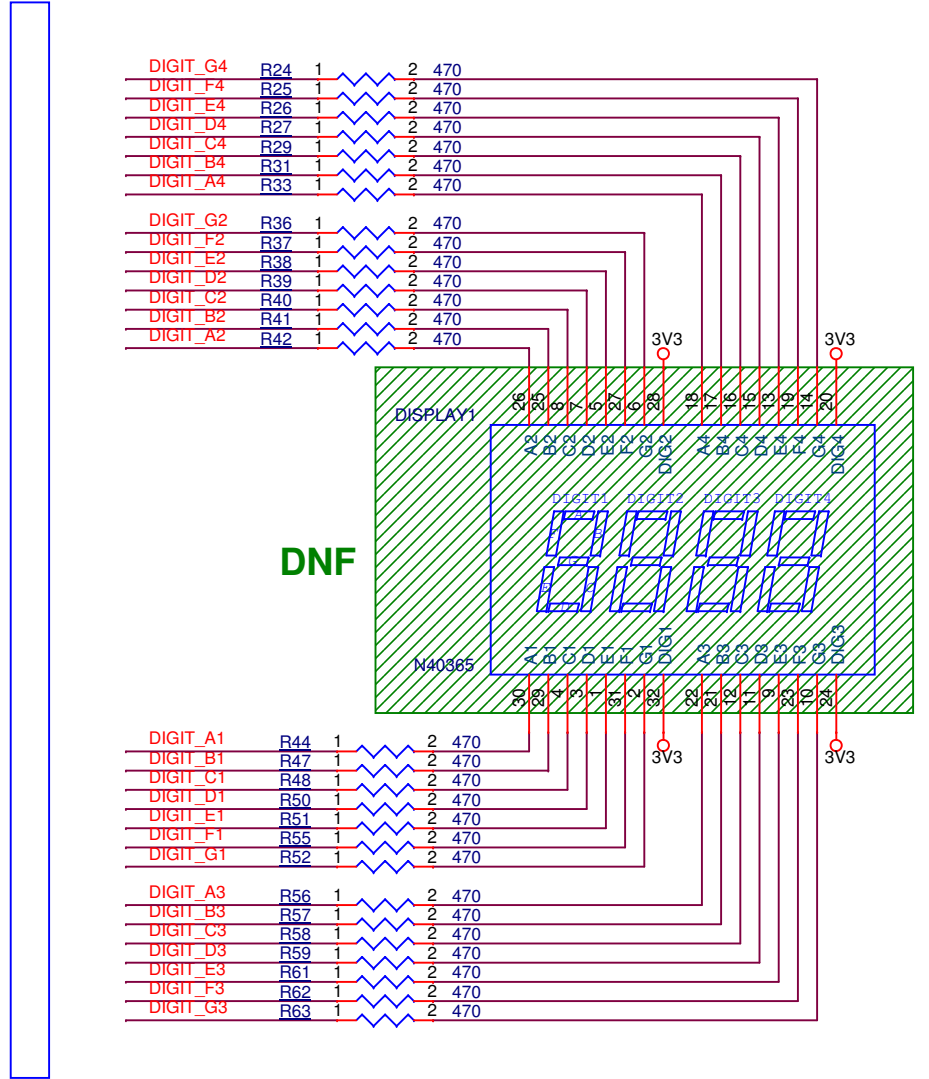 DIGIT_G4 R24 1 2 470
DIGIT_F4 R25 1 2 470
DIGIT_E4 R26 1 2 470
DIGIT_D4 R27 1 2 470
DIGIT_C4 R29 1 2 470
DIGIT_B4 R31 1 2 470
DIGIT_A4 R33 1 2 470
DIGIT_G2 R36 1 2 470
DIGIT_F2 R37 1 2 470
DIGIT_E2 R38 1 2 470
DIGIT_D2 R39 1 2 470
DIGIT_C2 R40 1 2 470
DIGIT_B2 R41 1 2 470
DIGIT_A2 R42 1 2 470
3V3 3V3
26 25 8 7 5 27 6 28 18 17 16 15 13 19 14 20
DISPLAY1
A2 B2 C2 D2 E2 F2 G2 DIG2 A4 B4 C4 D4 E4 F4 G4 DIG4
DIGIT1 DIGIT2 DIGIT3 DIGIT4
A
F B
G
E C
D
DNF
A1 B1 C1 D1 E1 F1 G1 DIG1 A3 B3 C3 D3 E3 F3 G3 DIG3
N40365
30 29 4 3 1 31 2 32 22 21 12 11 9 23 10 24
3V3 3V3
DIGIT_A1 R44 1 2 470
DIGIT_B1 R47 1 2 470
DIGIT_C1 R48 1 2 470
DIGIT_D1 R50 1 2 470
DIGIT_E1 R51 1 2 470
DIGIT_F1 R55 1 2 470
DIGIT_G1 R52 1 2 470
DIGIT_A3 R56 1 2 470
DIGIT_B3 R57 1 2 470
DIGIT_C3 R58 1 2 470
DIGIT_D3 R59 1 2 470
DIGIT_E3 R61 1 2 470
DIGIT_F3 R62 1 2 470
DIGIT_G3 R63 1 2 470